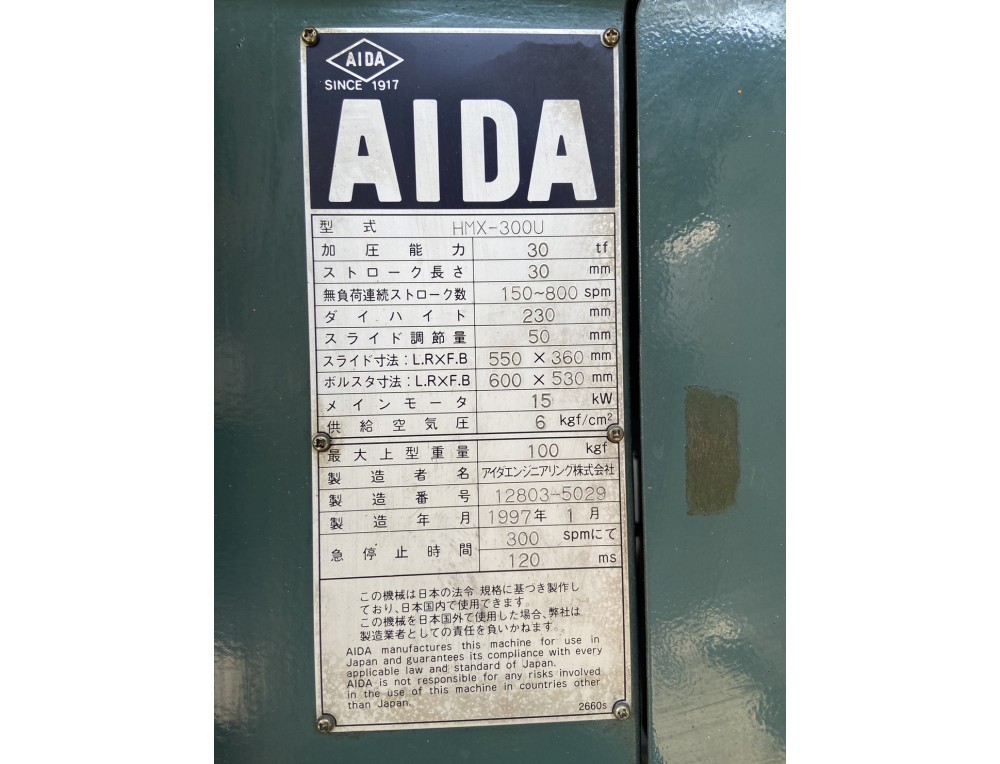 AIDA
SINCE 1917
AIDA
型式 HMX-300U
加圧能力 30 tf
ストローク長さ 30 mm
無負荷連続ストローク数 150~800 spm
ダイハイト 230 mm
スライド調節量 50 mm
スライド寸法:L.R×F.B 550 × 360 mm
ボルスタ寸法:L.R×F.B 600 × 530 mm
メインモータ 15 kW
供給空気圧 6 kgf/cm²
最大上型重量 100 kgf
製造者名 アイダエンジニアリング株式会社
製造番号 12803-5029
製造年月 1997年 1月
急停止時間 300 spmにて
120 ms
この機械は日本の法令 規格に基づき製作し
ており、日本国内で使用できます。
この機械を日本国外で使用した場合、弊社は
製造業者としての責任を負いかねます。
AIDA manufactures this machine for use in
Japan and guarantees its compliance with every
applicable law and standard of Japan.
AIDA is not responsible for any risks involved
in the use of this machine in countries other
than Japan.
2660s